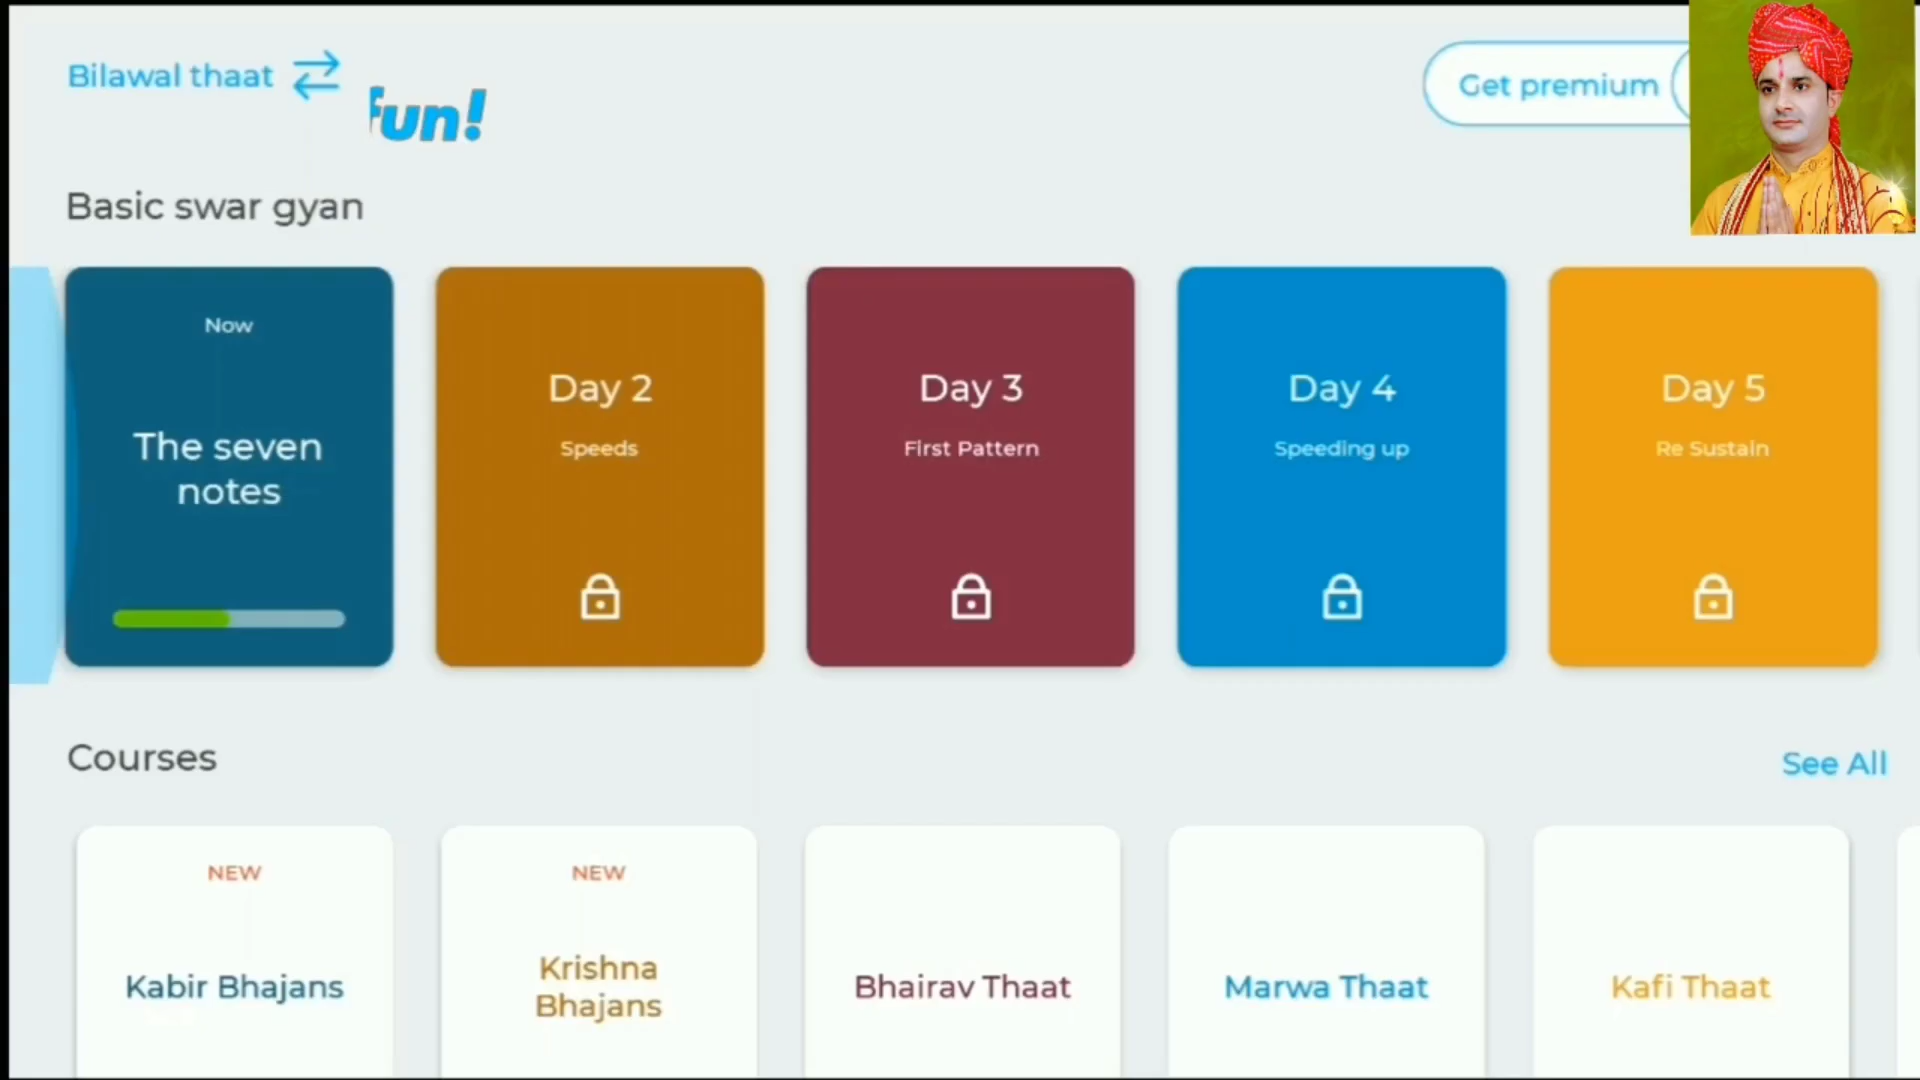 Bilawal thaat
fun!
Get premium
Basic swar gyan
Now
The seven
notes
Day 2
Speeds
Day 3
First Pattern
Day 4
Speeding up
Day 5
Re Sustain
Courses
See All
NEW
Kabir Bhajans
NEW
Krishna
Bhajans
Bhairav Thaat
Marwa Thaat
Kafi Thaat